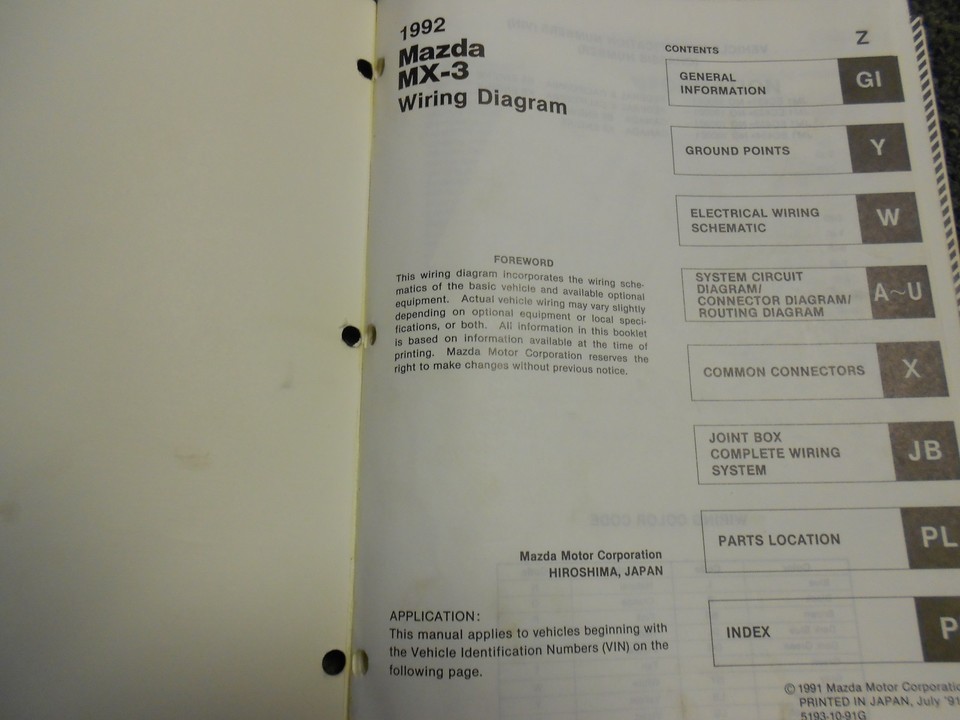 1992
Mazda
MX-3
Wiring Diagram
FOREWORD
This wiring diagram incorporates the wiring sche-
matics of the basic vehicle and available optional
equipment. Actual vehicle wiring may vary slightly
depending on optional equipment or local speci-
fications, or both. All information in this booklet
is based on information available at the time of
printing. Mazda Motor Corporation reserves the
right to make changes without previous notice.
Mazda Motor Corporation
HIROSHIMA, JAPAN
APPLICATION:
This manual applies to vehicles beginning with
the Vehicle Identification Numbers (VIN) on the
following page.
CONTENTS
Z
GENERAL
INFORMATION
GI
GROUND POINTS
Y
ELECTRICAL WIRING
SCHEMATIC
W
SYSTEM CIRCUIT
DIAGRAM/
CONNECTOR DIAGRAM/
ROUTING DIAGRAM
A~U
COMMON CONNECTORS
X
JOINT BOX
COMPLETE WIRING
SYSTEM
JB
PARTS LOCATION
PL
INDEX
P
© 1991 Mazda Motor Corporatio
PRINTED IN JAPAN, July '91
5193-10-91G